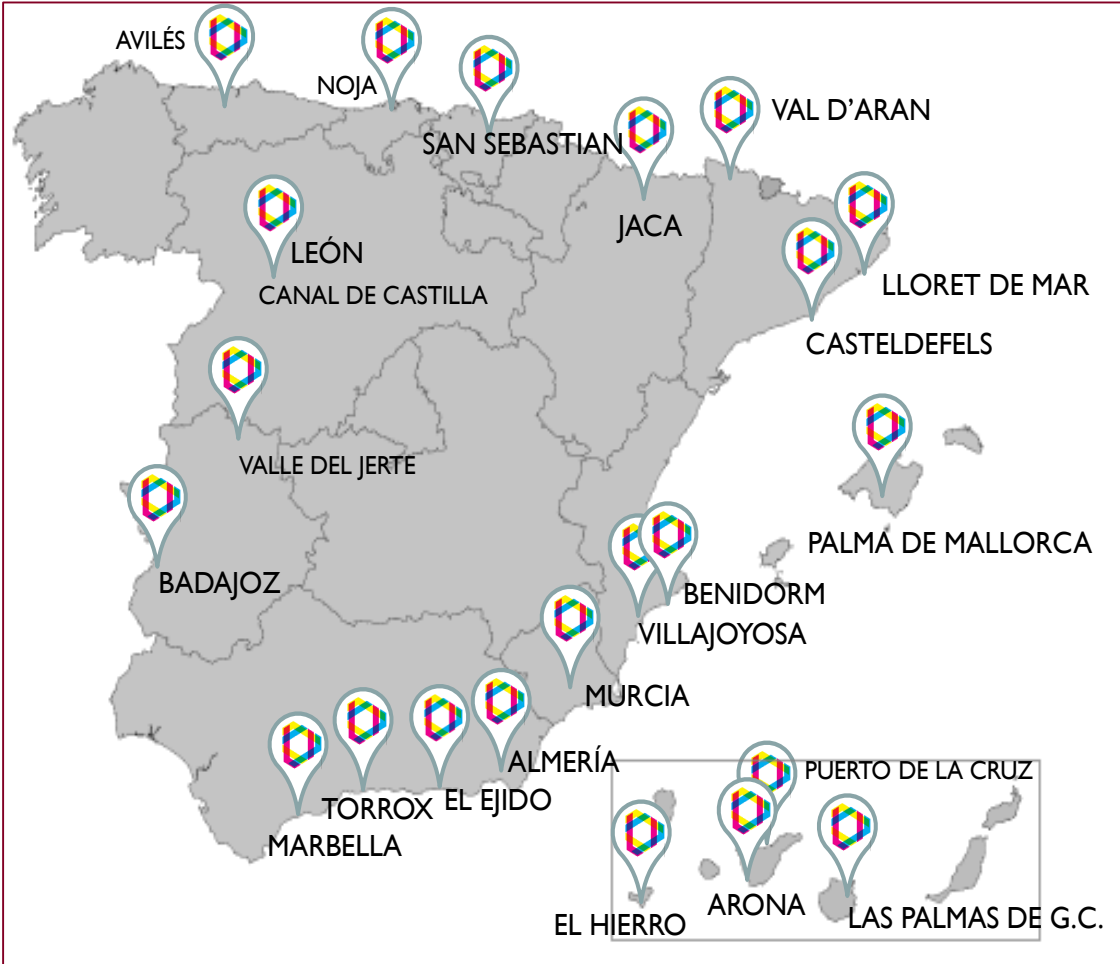 AVILÉS
NOJA
SAN SEBASTIAN
VAL D’ARAN
JACA
LEÓN
CANAL DE CASTILLA
LLORET DE MAR
CASTELDEFELS
VALLE DEL JERTE
PALMA DE MALLORCA
BADAJOZ
BENIDORM
VILLAJOYOSA
MURCIA
ALMERÍA
EL EJIDO
TORROX
MARBELLA
PUERTO DE LA CRUZ
ARONA
LAS PALMAS DE G.C.
EL HIERRO